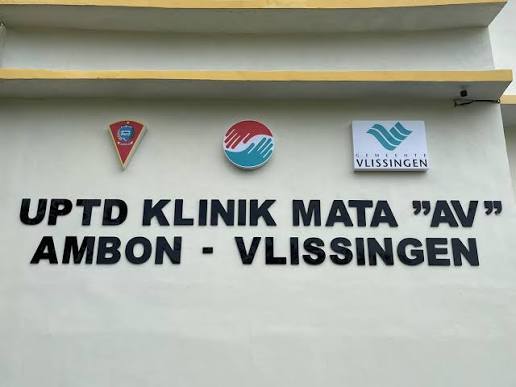 GEMEENTE
VLISSINGEN
UPTD KLINIK MATA "AV"
AMBON - VLISSINGEN